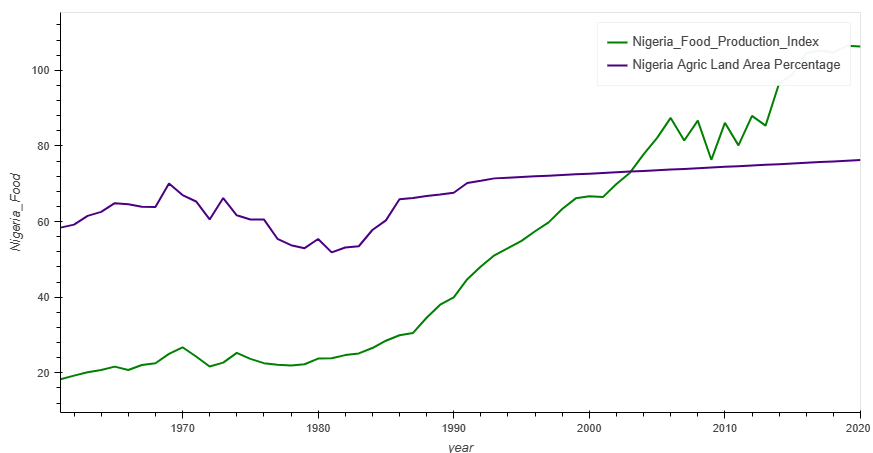 Nigeria_Food_Production_Index
Nigeria Agric Land Area Percentage
100
80
60
40
20
Nigeria_Food
1970
1980
1990
2000
2010
2020
year